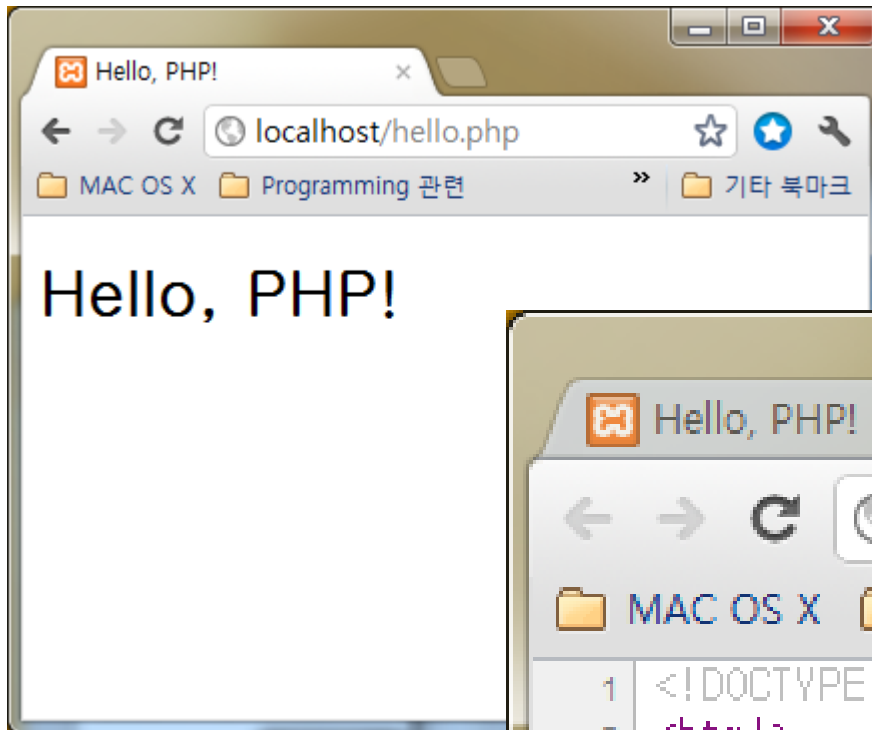 Hello, PHP!
localhost/hello.php
MAC OS X Programming 관련 » 기타 북마크
Hello, PHP!
Hello, PHP!
MAC OS X
1 <!DOCTYPE